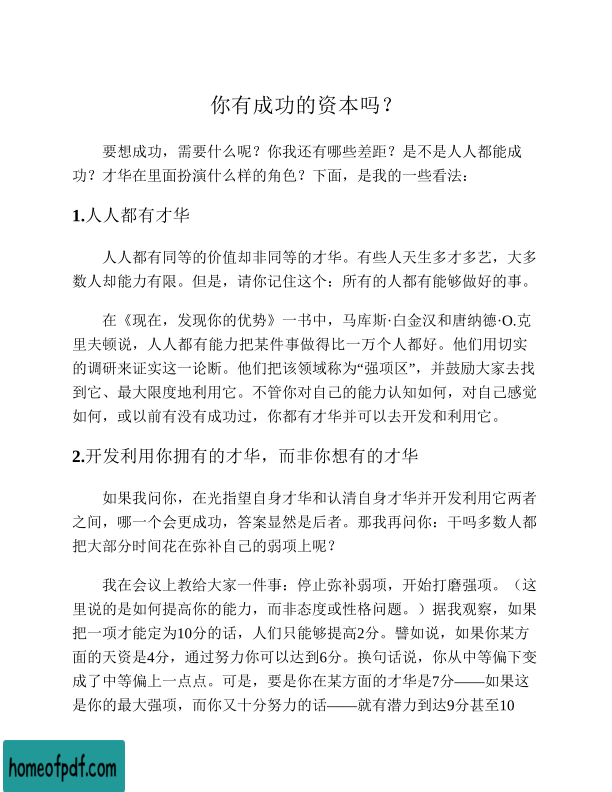 你有成功的资本吗？
要想成功，需要什么呢？你我还有哪些差距？是不是人人都能成
功？才华在里面扮演什么样的角色？下面，是我的一些看法：
1.人人都有才华
人人都有同等的价值却非同等的才华。有些人天生多才多艺，大多
数人却能力有限。但是，请你记住这个：所有的人都有能够做好的事。
在《现在，发现你的优势》一书中，马库斯·白金汉和唐纳德·O.克
里夫顿说，人人都有能力把某件事做得比一万个人都好。他们用切实
的调研来证实这一论断。他们把该领域称为“强项区”，并鼓励大家去找
到它、最大限度地利用它。不管你对自己的能力认知如何，对自己感觉
如何，或以前有没有成功过，你都有才华并可以去开发和利用它。
2.开发利用你拥有的才华，而非你想有的才华
如果我问你，在光指望自身才华和认清自身才华并开发利用它两者
之间，哪一个会更成功，答案显然是后者。那我再问你：干吗多数人都
把大部分时间花在弥补自己的弱项上呢？
我在会议上教给大家一件事：停止弥补弱项，开始打磨强项。（这
里说的是如何提高你的能力，而非态度或性格问题。）据我观察，如果
把一项才能定为10分的话，人们只能够提高2分。譬如说，如果你某方
面的天资是4分，通过努力你可以达到6分。换句话说，你从中等偏下变
成了中等偏上一点点。可是，要是你在某方面的才华是7分——如果这
是你的最大强项，而你又十分努力的话——就有潜力到达9分甚至10
homeofpdf.com